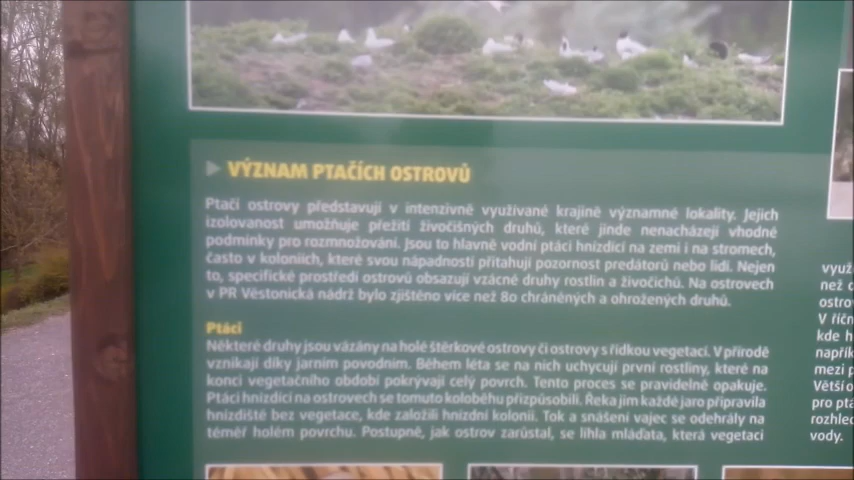 VÝZNAM PTAČÍCH OSTROVŮ
Ptačí ostrovy představují v intenzivně využívané krajině významné lokality. Jejich
izolovanost umožňuje přežití živočišných druhů, které jinde nenacházejí vhodné
podmínky pro rozmnožování. Jsou to hlavně vodní ptáci hnízdící na zemi i na stromech,
často v koloniích, které svou nápadností přitahují pozornost predátorů nebo lidí. Nejen
to, specifické prostředí ostrovů obsazují vzácné druhy rostlin a živočichů. Na ostrovech
v PR Věstonická nádrž bylo zjištěno více než 80 chráněných a ohrožených druhů.
Ptáci
Některé druhy jsou vázány na holé štěrkové ostrovy či ostrovy s řídkou vegetací. V přírodě
vznikají díky jarním povodním. Během léta se na nich uchycují první rostliny, které na
konci vegetačního období pokrývají celý povrch. Tento proces se pravidelně opakuje.
Ptáci hnízdící na ostrovech se tomuto koloběhu přizpůsobili. Řeka jim každé jaro připravila
hnízdiště bez vegetace, kde založili hnízdní kolonii. Tok a snášení vajec se odehrály na
téměř holém povrchu. Postupně, jak ostrov zarůstal, se líhla mláďata, která vegetaci
využ
než o
ostro
V říčn
kde h
napřík
mezi p
Větší o
pro ptá
rozhled
vody.